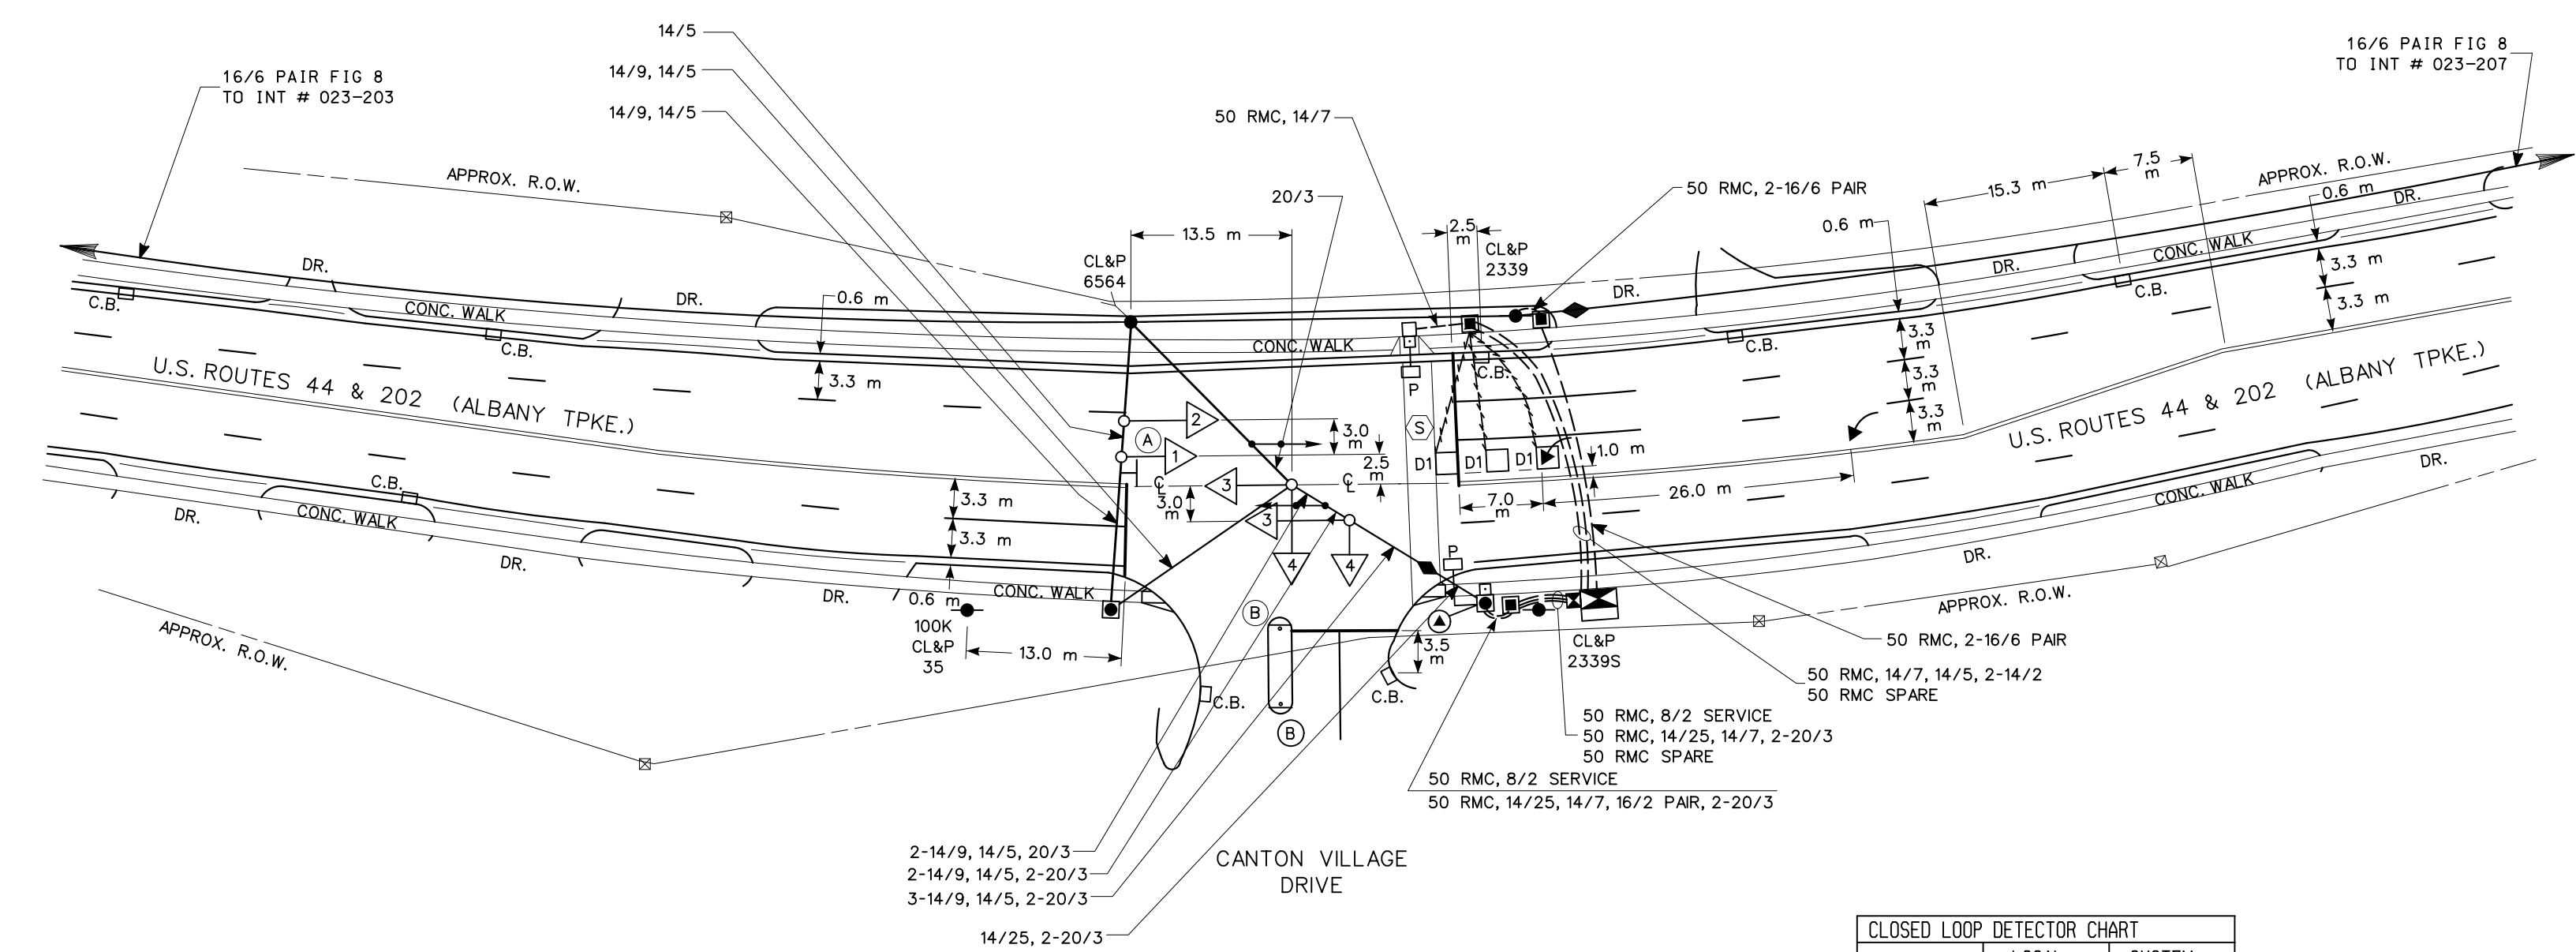 14/5
16/6 PAIR FIG 8
TO INT # 023-207
14/9, 14/5
16/6 PAIR FIG 8
TO INT # 023-203
14/9, 14/5
50 RMC, 14/7
7.5
m
APPROX. R.O.W.
APPROX. R.O.W.
15.3 m
50 RMC, 2-16/6 PAIR
0.6 m
20/3
DR.
0.6 m
2.5
m
13.5 m
CL&P
2339
CONC. WALK
CL&P
6564
DR.
DR.
3.3 m
C.B.
DR.
DR.
3.3 m
C.B.
0.6 m
CONC. WALK
3.3
m
C.B.
CONC. WALK
C.B.
C.B.
3.3
m
U.S. ROUTES 44 & 202 (ALBANY TPKE.)
3.3 m
P
3.3
m
U.S. ROUTES 44 & 202 (ALBANY TPKE.)
2
S
A
3.0
m
1
D1
D1
D1
1.0 m
2.5
m
DR.
C.B.
3
℄
℄
26.0 m
CONC. WALK
3.3 m
3.0
m
7.0
m
DR.
CONC. WALK
3
3.3 m
P
DR.
DR.
4
4
DR.
0.6 m
CONC. WALK
B
APPROX. R.O.W.
APPROX. R.O.W.
100K
CL&P
35
13.0 m
3.5
m
CL&P
2339S
50 RMC, 2-16/6 PAIR
50 RMC, 14/7, 14/5, 2-14/2
50 RMC SPARE
C.B.
C.B.
B
50 RMC, 8/2 SERVICE
50 RMC, 14/25, 14/7, 2-20/3
50 RMC SPARE
50 RMC, 8/2 SERVICE
50 RMC, 14/25, 14/7, 16/2 PAIR, 2-20/3
2-14/9, 14/5, 20/3
2-14/9, 14/5, 2-20/3
3-14/9, 14/5, 2-20/3
14/25, 2-20/3
CANTON VILLAGE
DRIVE
CLOSED LOOP DETECTOR CHART